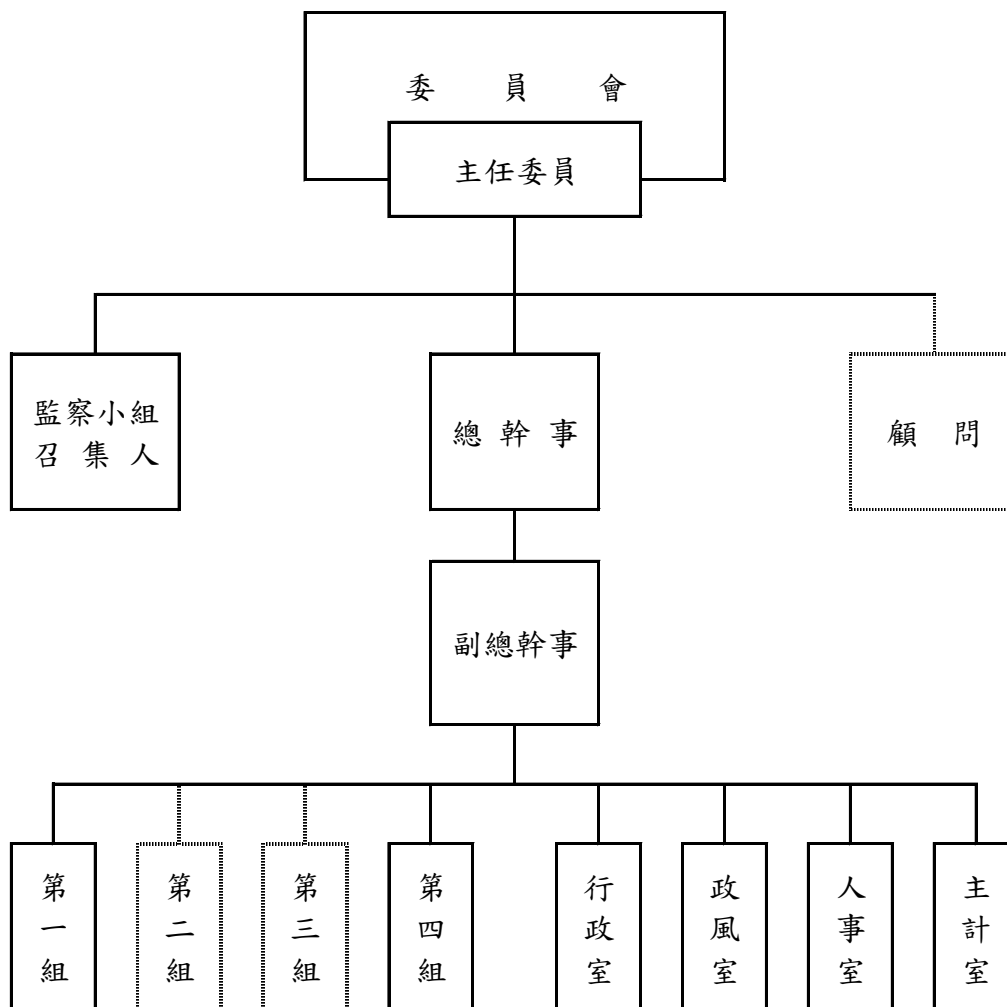 委員會
主任委員
監察小組
召集人
總幹事
顧問
副總幹事
第一組
第二組
第三組
第四組
行政室
政風室
人事室
主計室